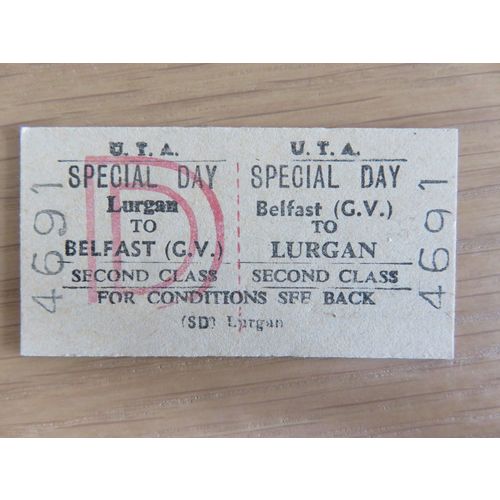 U.T.A. U.T.A.
SPECIAL DAY SPECIAL DAY
Lurgan Belfast (G.V.)
TO TO
BELFAST (G.V.) LURGAN
SECOND CLASS SECOND CLASS
FOR CONDITIONS SEE BACK
(SD) Lurgan
4691
4691
D